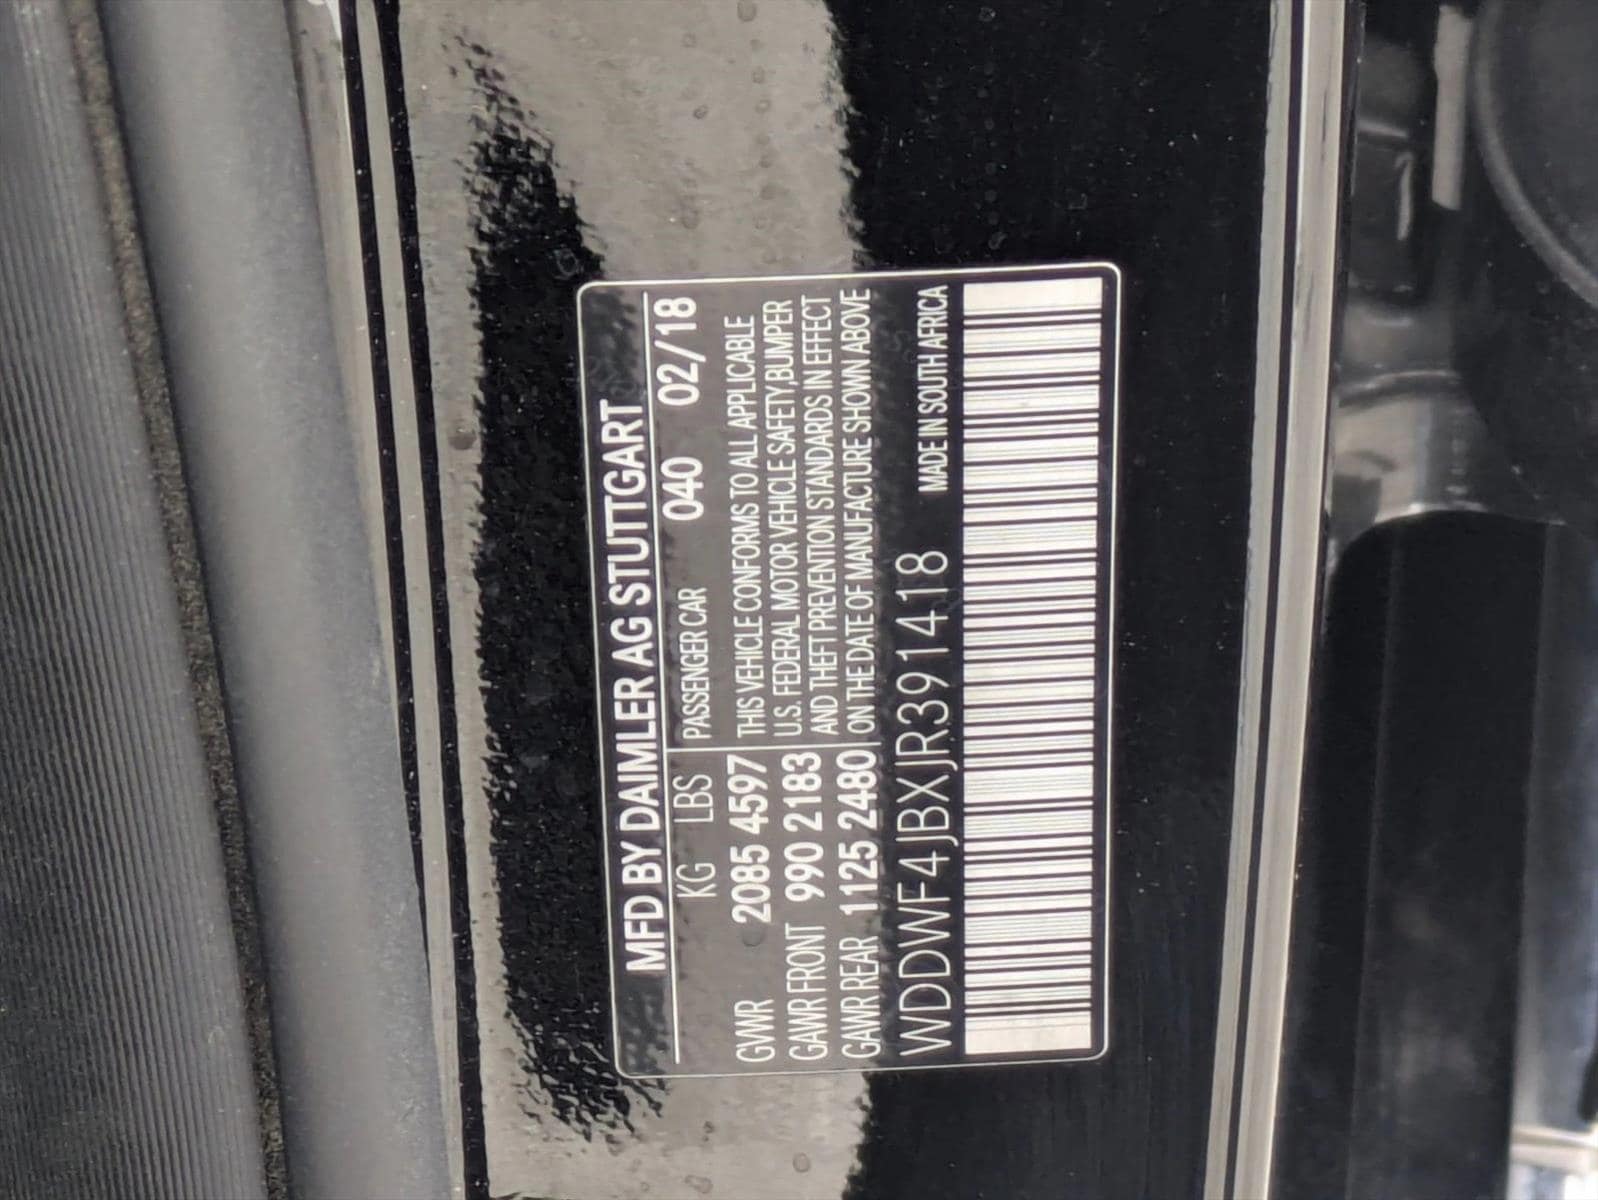 MFD BY DAIMLER AG STUTTGART
KG LBS PASSENGER CAR 040 02/18
GVWR 2085 4597 THIS VEHICLE CONFORMS TO ALL APPLICABLE
GAWR FRONT 990 2183 U.S. FEDERAL MOTOR VEHICLE SAFETY,BUMPER
AND THEFT PREVENTION STANDARDS IN EFFECT
GAWR REAR 1125 2480 ON THE DATE OF MANUFACTURE SHOWN ABOVE
WDDWF4JBXJR391418 MADE IN SOUTH AFRICA